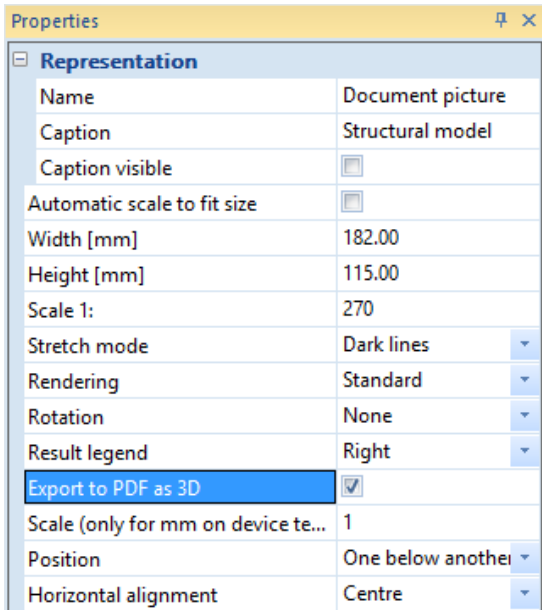 Properties
Representation
Name Document picture
Caption Structural model
Caption visible
Automatic scale to fit size
Width [mm] 182.00
Height [mm] 115.00
Scale 1: 270
Stretch mode Dark lines
Rendering Standard
Rotation None
Result legend Right
Export to PDF as 3D
Scale (only for mm on device te... 1
Position One below another
Horizontal alignment Centre